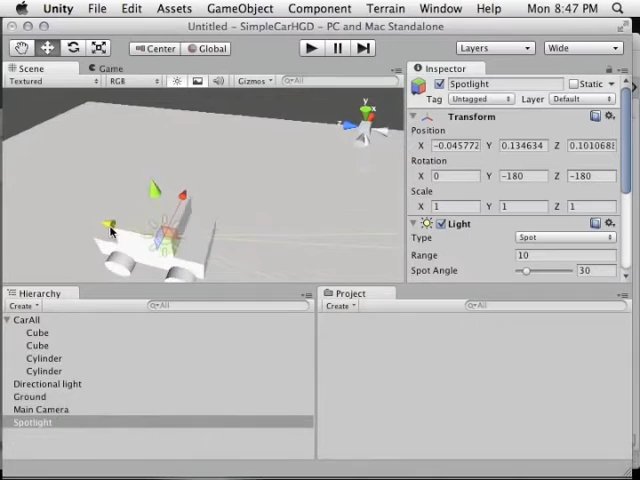 Unity File Edit Assets GameObject Component Terrain Window Help Mon 8:47 PM
Untitled - SimpleCarHGD - PC and Mac Standalone
Center Global Layers Wide
Scene Game Inspector
Textured RGB Gizmos All
Spotlight Static
Tag Untagged Layer Default
Transform
Position
X -0.045772 Y 0.134634 Z 0.1010688
Rotation
X 0 Y -180 Z -180
Scale
X 1 Y 1 Z 1
Light
Type Spot
Range 10
Spot Angle 30
y
x
z
Hierarchy Project
Create All Create All
CarAll
Cube
Cube
Cylinder
Cylinder
Directional light
Ground
Main Camera
Spotlight